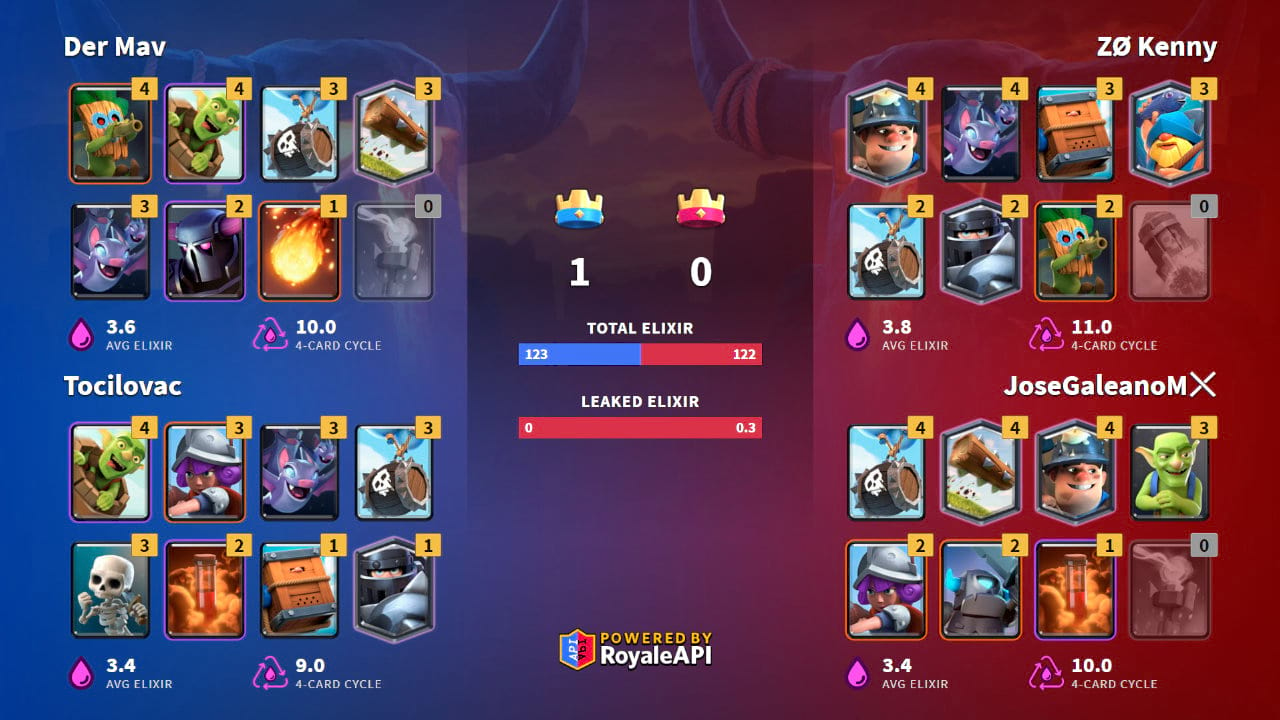 Der Mav
4 4 3 3
3 2 1 0
3.6
AVG ELIXIR
10.0
4-CARD CYCLE
Tocilovac
4 3 3 3
3 2 1 1
3.4
AVG ELIXIR
9.0
4-CARD CYCLE
1 0
TOTAL ELIXIR
123 122
LEAKED ELIXIR
0 0.3
POWERED BY
RoyaleAPI
ZØ Kenny
4 4 3 3
2 2 2 0
3.8
AVG ELIXIR
11.0
4-CARD CYCLE
JoseGaleanoM╳
4 4 4 3
2 2 1 0
3.4
AVG ELIXIR
10.0
4-CARD CYCLE